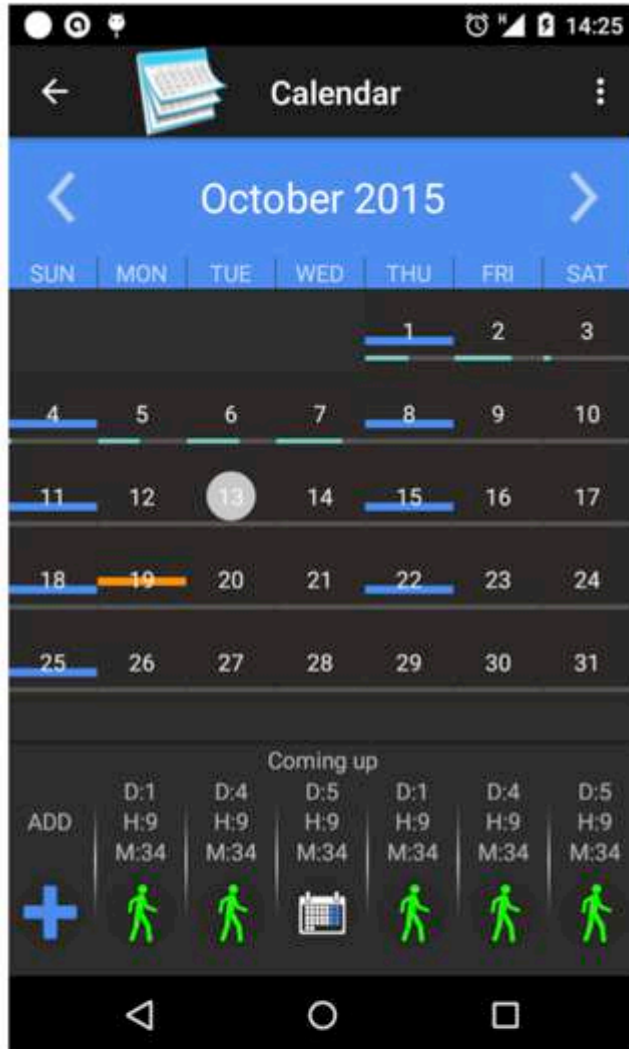 H 14:25
Calendar
October 2015
SUN MON TUE WED THU FRI SAT
1 2 3
4 5 6 7 8 9 10
11 12 13 14 15 16 17
18 19 20 21 22 23 24
25 26 27 28 29 30 31
Coming up
D:1 D:4 D:5 D:1 D:4 D:5
ADD H:9 H:9 H:9 H:9 H:9 H:9
M:34 M:34 M:34 M:34 M:34 M:34